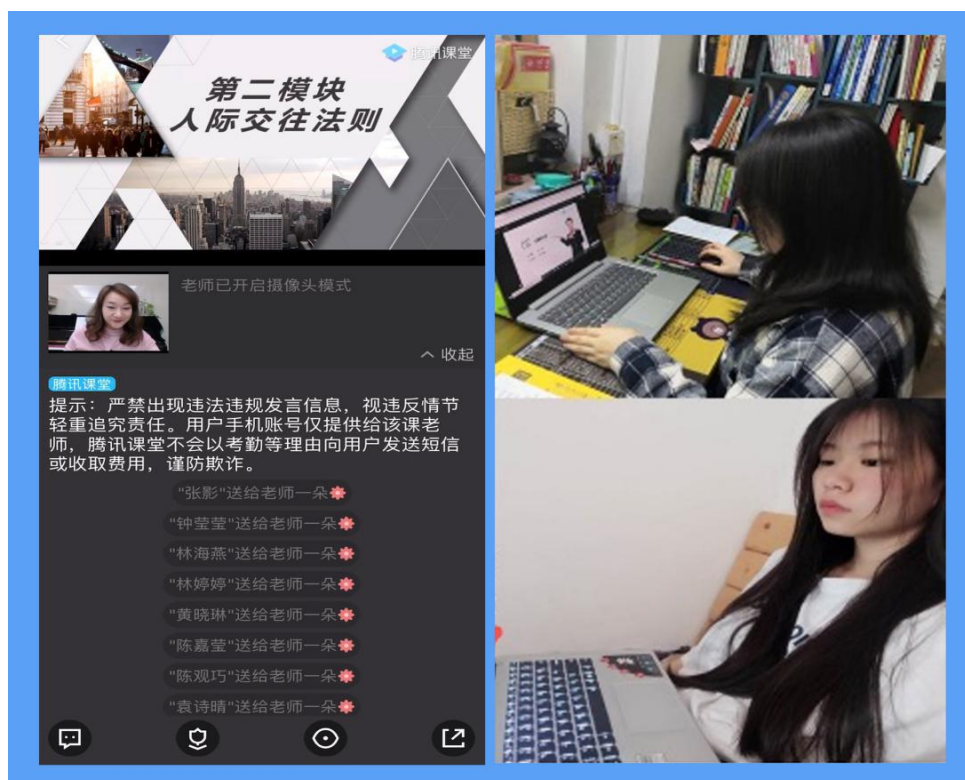 腾讯课堂
第二模块
人际交往法则
老师已开启摄像头模式
收起
腾讯课堂
提示：严禁出现违法违规发言信息，视违反情节
轻重追究责任。用户手机账号仅提供给该课老
师，腾讯课堂不会以考勤等理由向用户发送短信
或收取费用，谨防欺诈。
"张影"送给老师一朵
"钟莹莹"送给老师一朵
"林海燕"送给老师一朵
"林婷婷"送给老师一朵
"黄晓琳"送给老师一朵
"陈嘉莹"送给老师一朵
"陈观巧"送给老师一朵
"袁诗晴"送给老师一朵